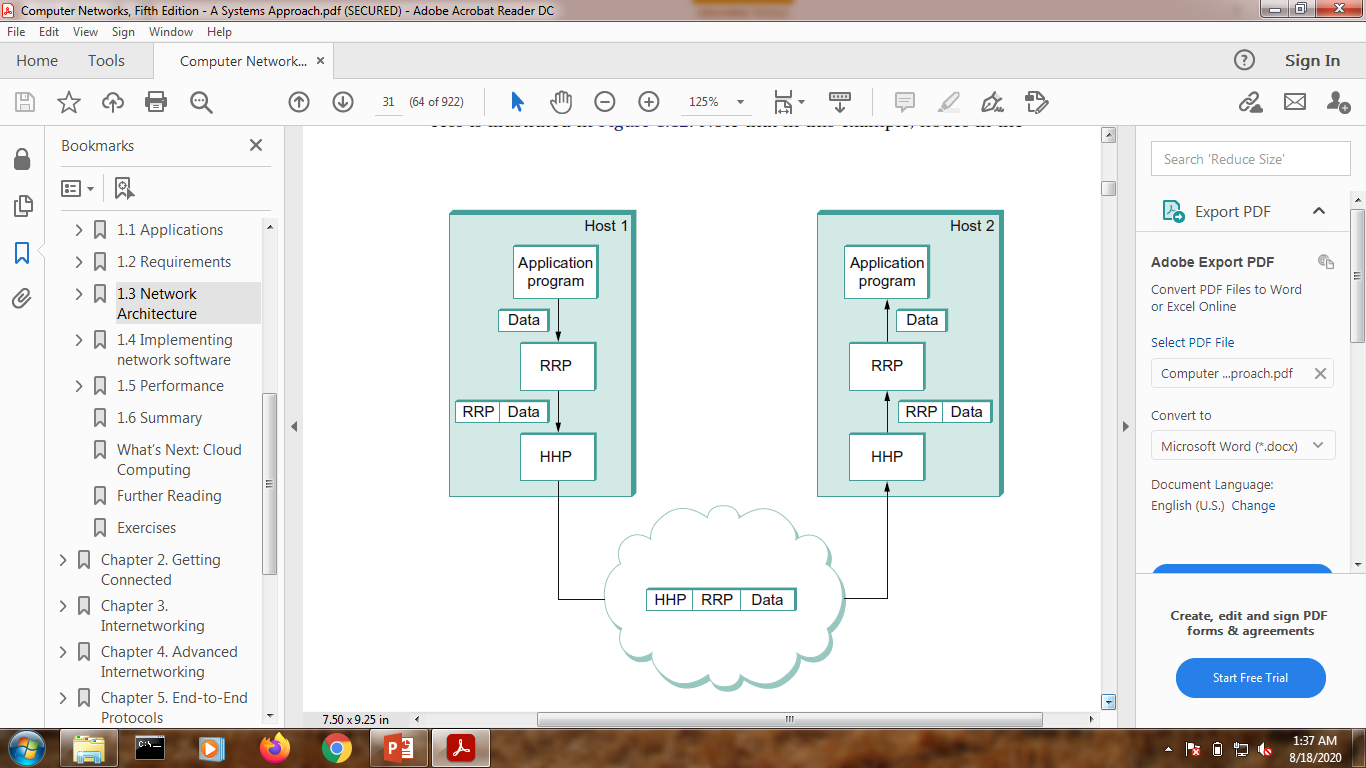 Computer Networks, Fifth Edition - A Systems Approach.pdf (SECURED) - Adobe Acrobat Reader DC
File Edit View Sign Window Help
Home Tools Computer Network... × ? Sign In
31 (64 of 922) 125%
Bookmarks
1.1 Applications
1.2 Requirements
1.3 Network
Architecture
1.4 Implementing
network software
1.5 Performance
1.6 Summary
What's Next: Cloud
Computing
Further Reading
Exercises
Chapter 2. Getting
Connected
Chapter 3.
Internetworking
Chapter 4. Advanced
Internetworking
Chapter 5. End-to-End
Protocols
Host 1
Application
program
Data
RRP
RRP Data
HHP
Host 2
Application
program
Data
RRP
RRP Data
HHP
HHP RRP Data
7.50 x 9.25 in
Search 'Reduce Size'
Export PDF
Adobe Export PDF
Convert PDF Files to Word
or Excel Online
Select PDF File
Computer ...proach.pdf
Convert to
Microsoft Word (*.docx)
Document Language:
English (U.S.) Change
Create, edit and sign PDF
forms & agreements
Start Free Trial
1:37 AM
8/18/2020